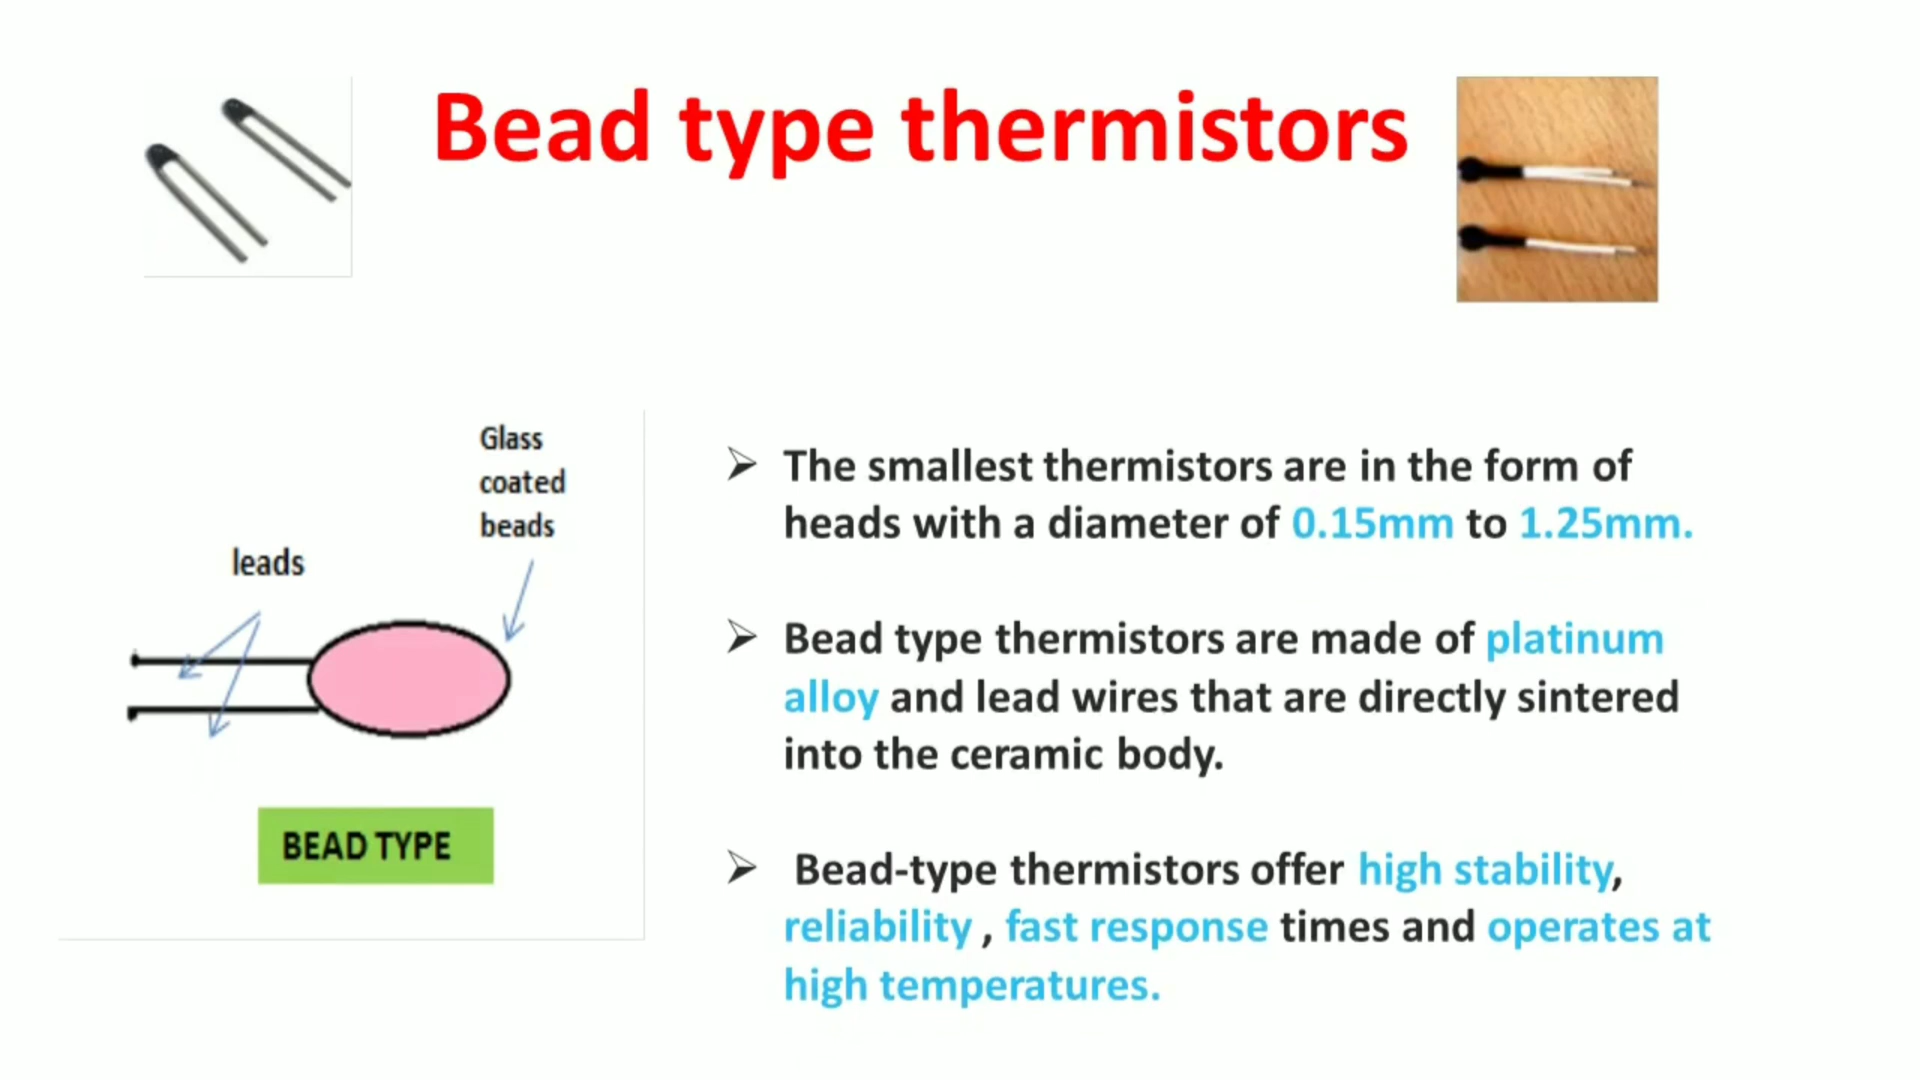 Bead type thermistors
Glass
coated
beads
leads
BEAD TYPE
➢ The smallest thermistors are in the form of
heads with a diameter of 0.15mm to 1.25mm.
➢ Bead type thermistors are made of platinum
alloy and lead wires that are directly sintered
into the ceramic body.
➢ Bead-type thermistors offer high stability,
reliability , fast response times and operates at
high temperatures.